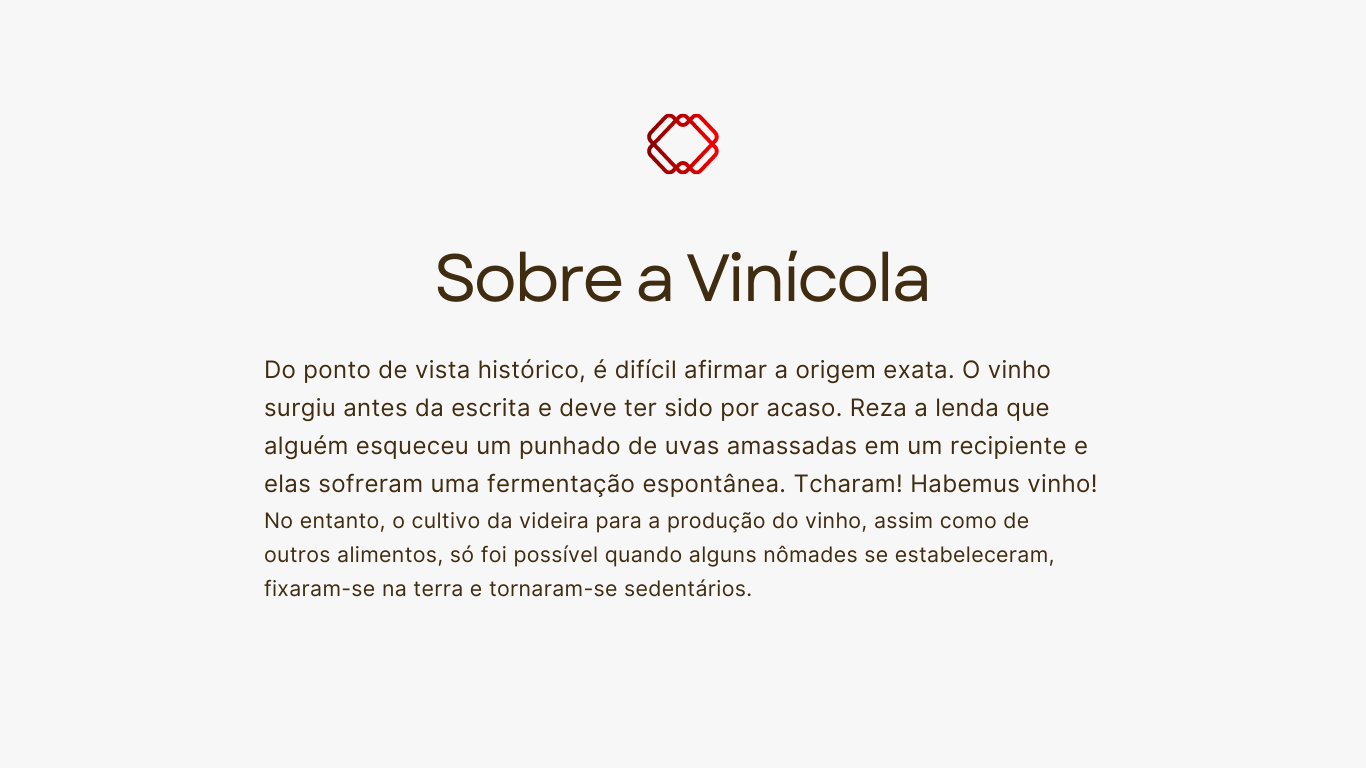 Sobre a Vinícola
Do ponto de vista histórico, é difícil afirmar a origem exata. O vinho
surgiu antes da escrita e deve ter sido por acaso. Reza a lenda que
alguém esqueceu um punhado de uvas amassadas em um recipiente e
elas sofreram uma fermentação espontânea. Tcharam! Habemus vinho!
No entanto, o cultivo da videira para a produção do vinho, assim como de
outros alimentos, só foi possível quando alguns nômades se estabeleceram,
fixaram-se na terra e tornaram-se sedentários.